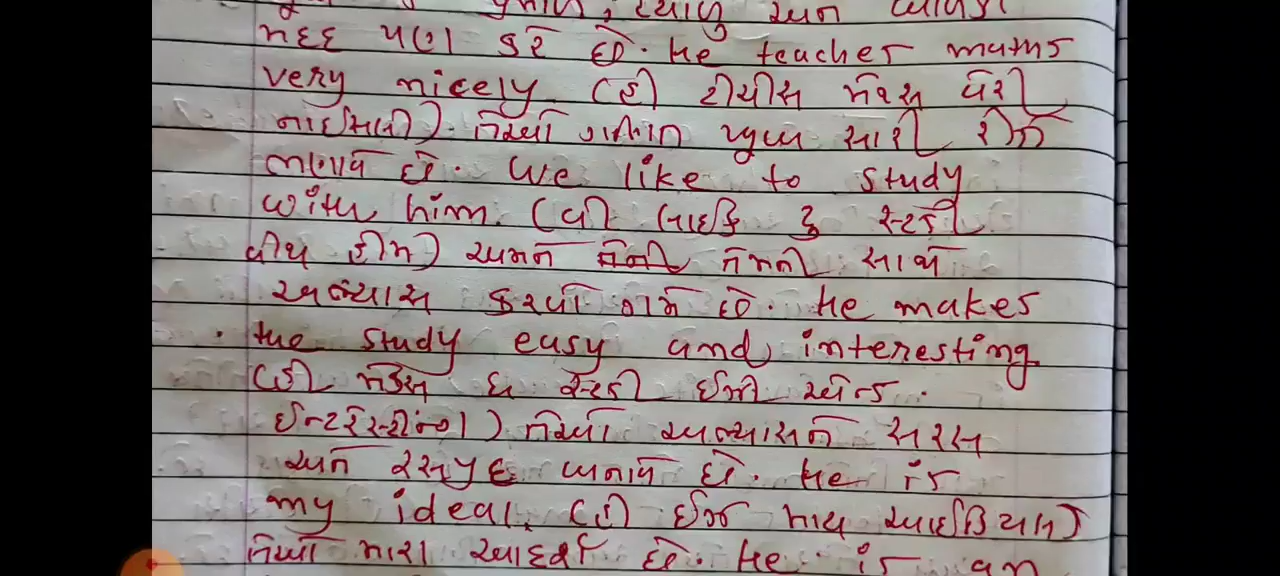 મદદ પણ કરે છે. He teacher maths
very nicely (હી ટીચીસ મેથ્સ વેરી
નાઈસલી). તેઓ ગણિત ખુબ સારી રીતે
ભણાવે છે. We like to study
with him. (વી લાઈક ટુ સ્ટડી
વીથ હીમ) અમને તેમની સાથે
અભ્યાસ કરવો ગમે છે. He makes
the study easy and interesting
(હી મેક્સ ધ સ્ટડી ઈઝી એન્ડ
ઈન્ટરેસ્ટીંન્ગ) તેઓ અભ્યાસને સરસ
અને રસપ્રદ બનાવે છે. He is
my ideal. (હી ઈઝ માય આઈડિયલ)
તેઓ મારા આદર્શ છે. He is an